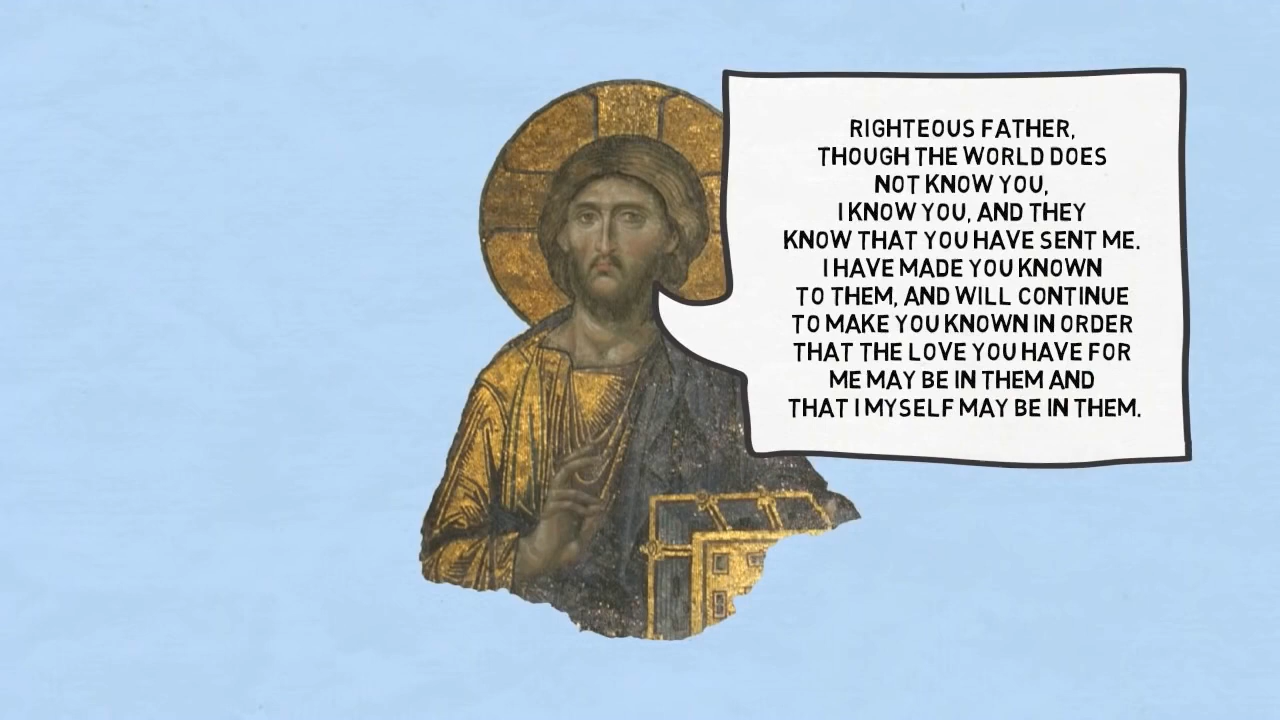 RIGHTEOUS FATHER,
THOUGH THE WORLD DOES
NOT KNOW YOU,
I KNOW YOU, AND THEY
KNOW THAT YOU HAVE SENT ME.
I HAVE MADE YOU KNOWN
TO THEM, AND WILL CONTINUE
TO MAKE YOU KNOWN IN ORDER
THAT THE LOVE YOU HAVE FOR
ME MAY BE IN THEM AND
THAT I MYSELF MAY BE IN THEM.